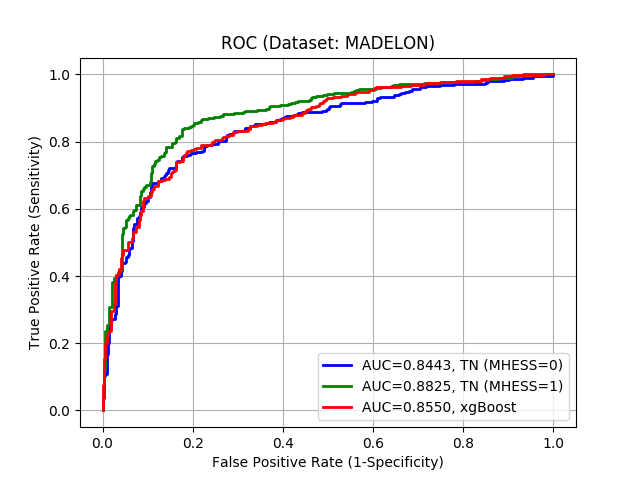 ROC (Dataset: MADELON)
1.0
0.8
0.6
0.4
0.2
0.0
True Positive Rate (Sensitivity)
AUC=0.8443, TN (MHESS=0)
AUC=0.8825, TN (MHESS=1)
AUC=0.8550, xgBoost
0.0 0.2 0.4 0.6 0.8 1.0
False Positive Rate (1-Specificity)